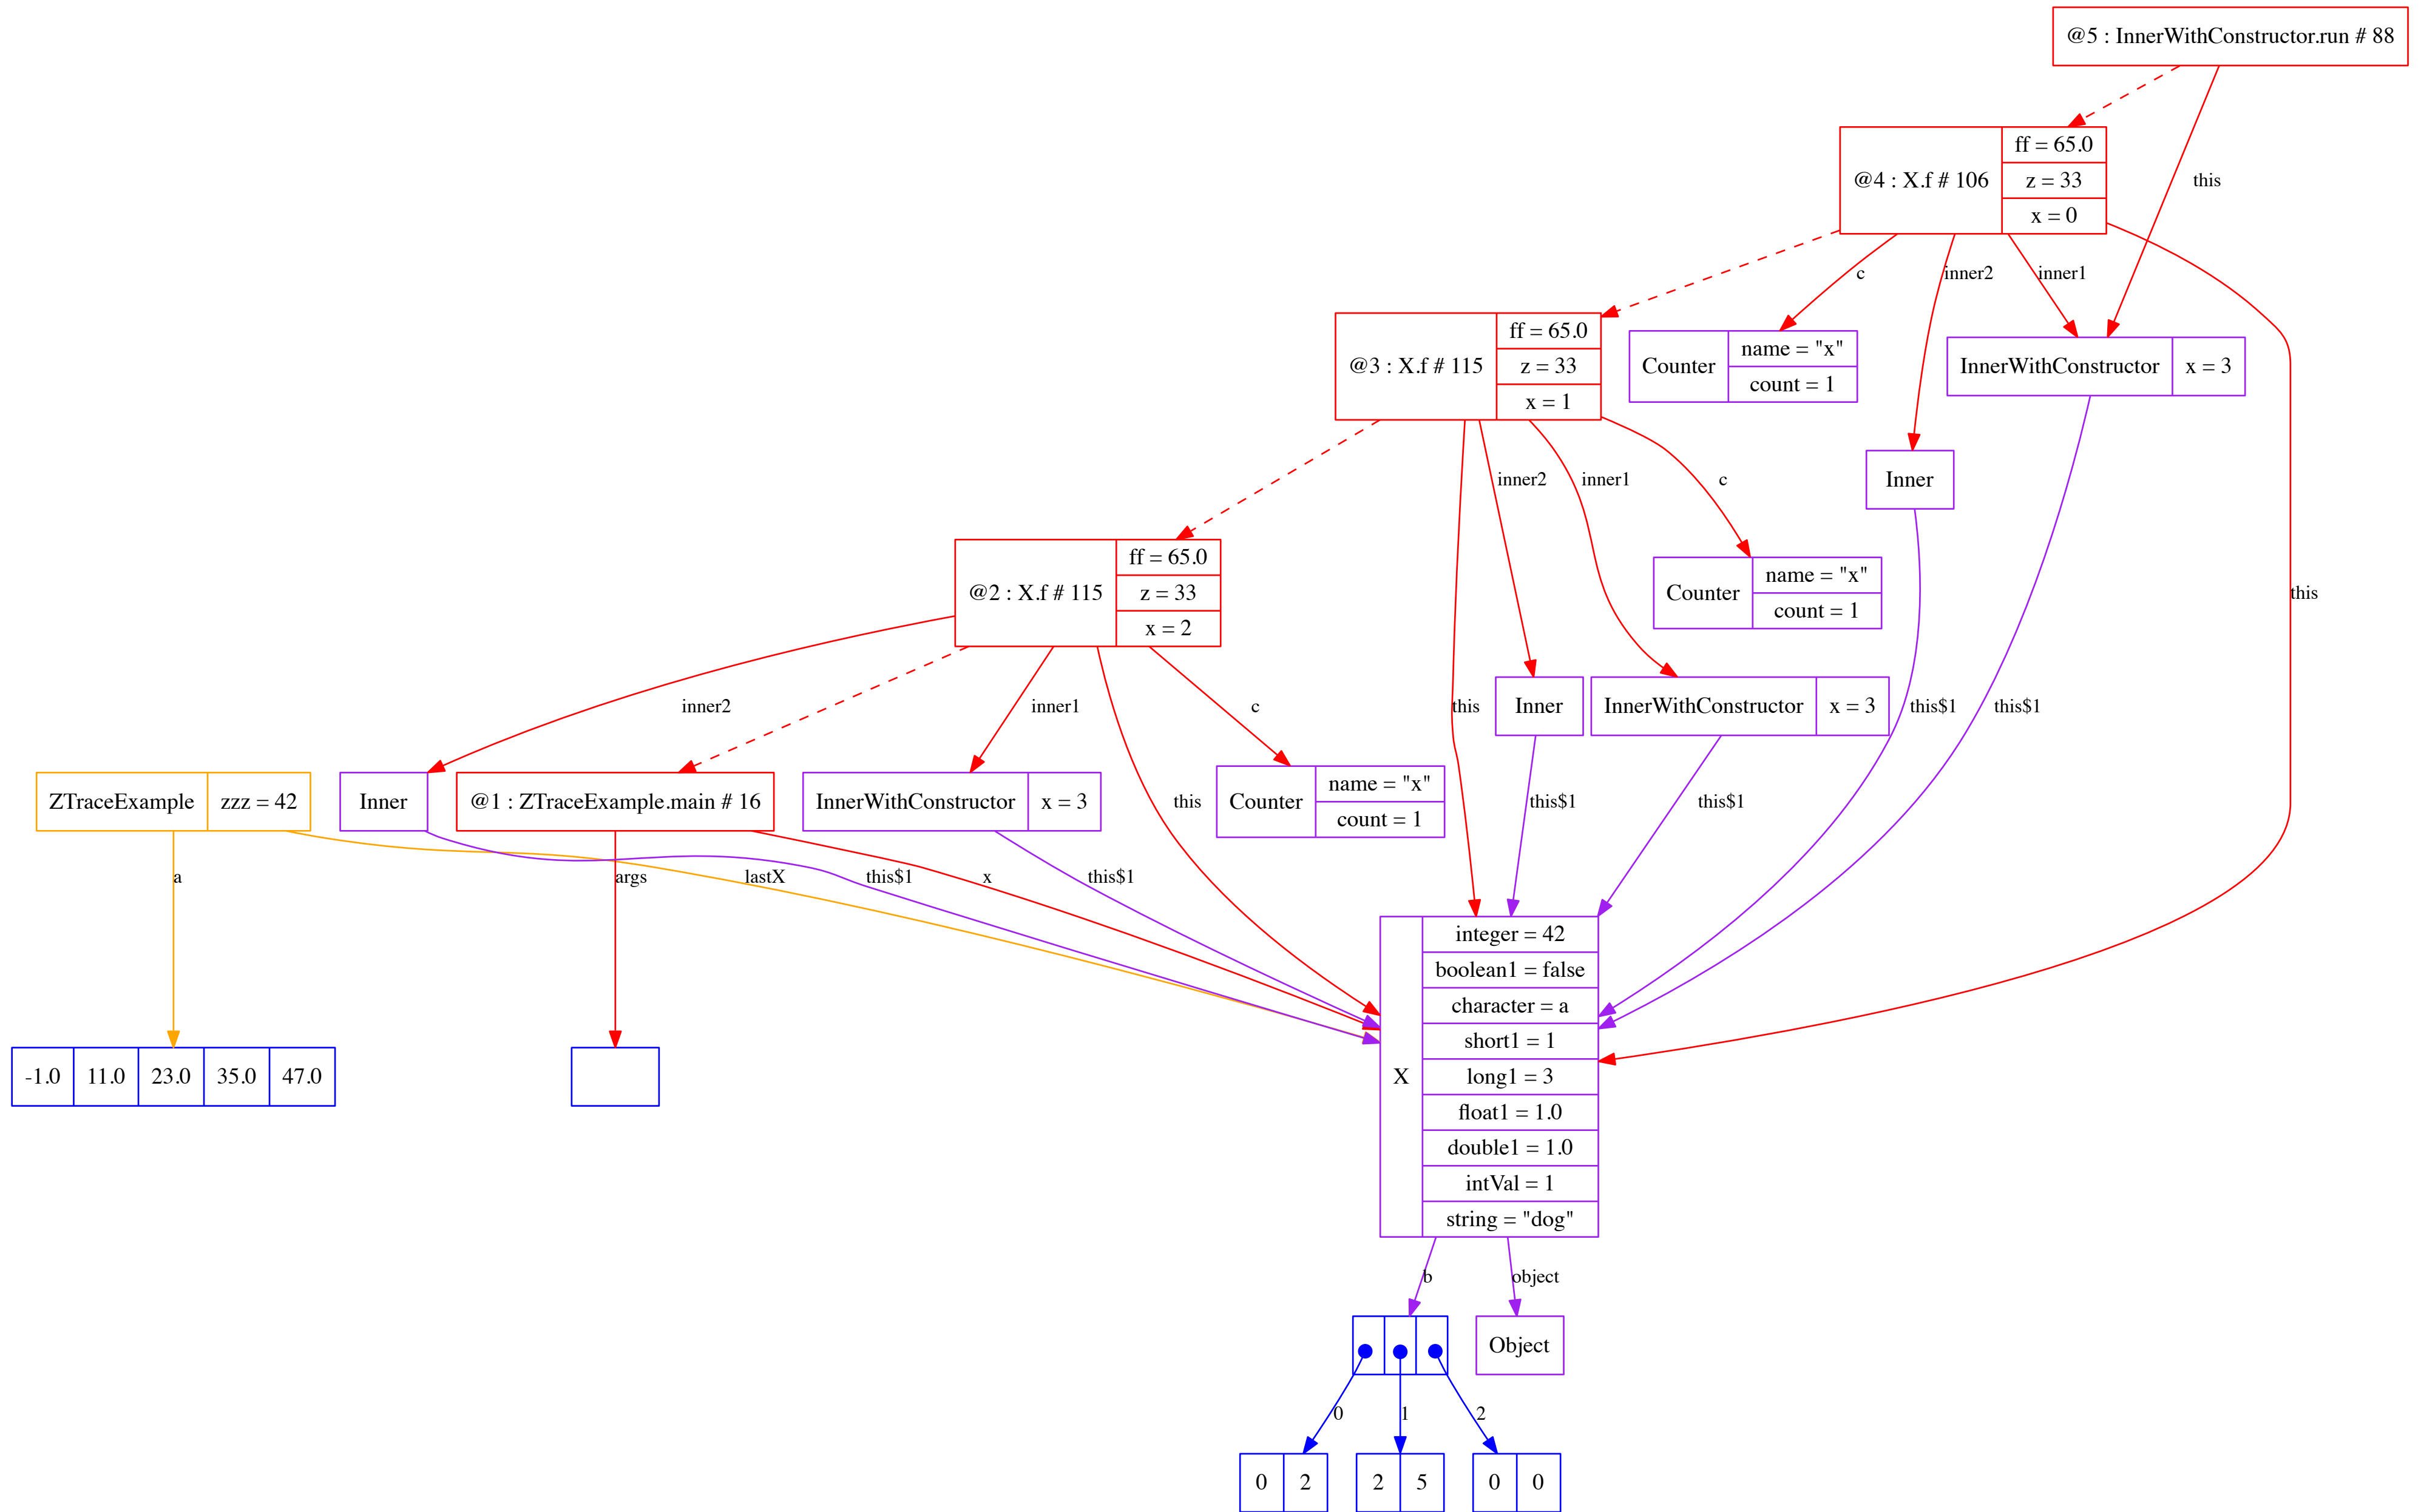 @5 : InnerWithConstructor.run # 88
@4 : X.f # 106
ff = 65.0
z = 33
x = 0
this
c
inner2
inner1
@3 : X.f # 115
ff = 65.0
z = 33
x = 1
Counter
name = "x"
count = 1
InnerWithConstructor
x = 3
Inner
inner2
inner1
c
@2 : X.f # 115
ff = 65.0
z = 33
x = 2
Counter
name = "x"
count = 1
this
inner2
inner1
c
this
Inner
InnerWithConstructor
x = 3
this$1
this$1
ZTraceExample
zzz = 42
Inner
@1 : ZTraceExample.main # 16
InnerWithConstructor
x = 3
this
Counter
name = "x"
count = 1
this$1
this$1
a
args
lastX
this$1
x
this$1
-1.0
11.0
23.0
35.0
47.0
X
integer = 42
boolean1 = false
character = a
short1 = 1
long1 = 3
float1 = 1.0
double1 = 1.0
intVal = 1
string = "dog"
b
object
Object
0
1
2
0
2
2
5
0
0